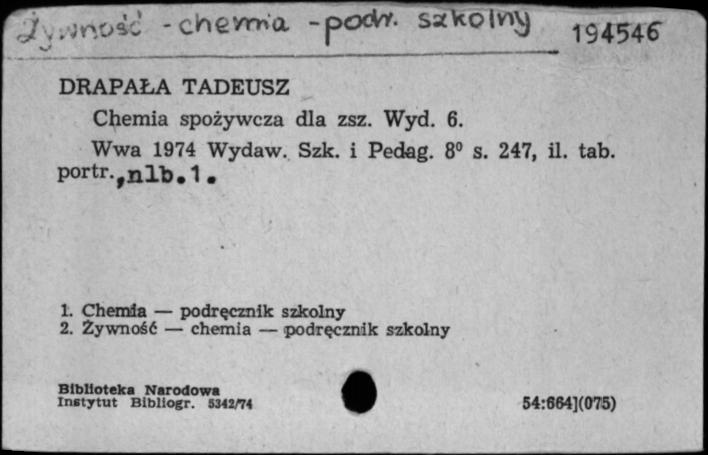 Żywność - chemia - podr. szkolny 194546
DRAPAŁA TADEUSZ
Chemia spożywcza dla zsz. Wyd. 6.
Wwa 1974 Wydaw. Szk. i Pedag. 8⁰ s. 247, il. tab.
portr.,nlb.1.
1. Chemia — podręcznik szkolny
2. Żywność — chemia — podręcznik szkolny
Biblioteka Narodowa
Instytut Bibliogr. 5342/74
54:664](075)